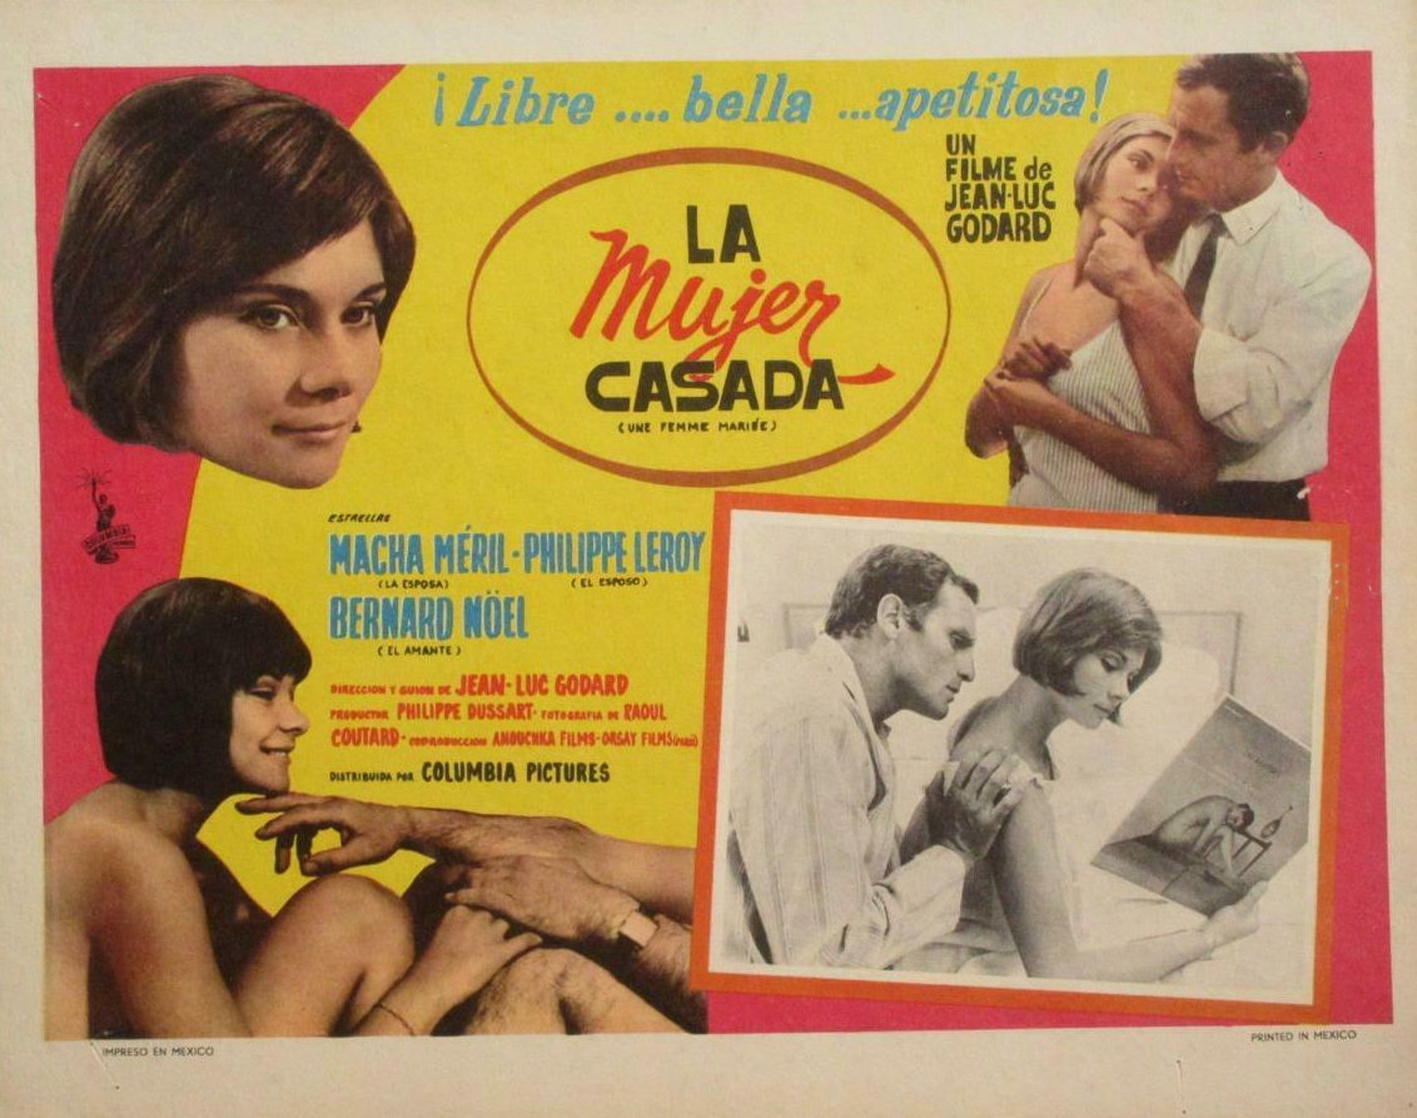 ¡Libre .... bella ...apetitosa!
UN
FILME de
JEAN-LUC
GODARD
LA
Mujer
CASADA
(UNE FEMME MARIÉE)
ESTRELLAS
MACHA MÉRIL - PHILIPPE LEROY
(LA ESPOSA) (EL ESPOSO)
BERNARD NÖEL
(EL AMANTE)
DIRECCION Y GUION DE JEAN-LUC GODARD
PRODUCTOR PHILIPPE DUSSART - FOTOGRAFIA DE RAOUL
COUTARD - COPRODUCCION ANOUCHKA FILMS - ORSAY FILMS
DISTRIBUIDA POR COLUMBIA PICTURES
COLUMBIA
IMPRESO EN MEXICO
PRINTED IN MEXICO